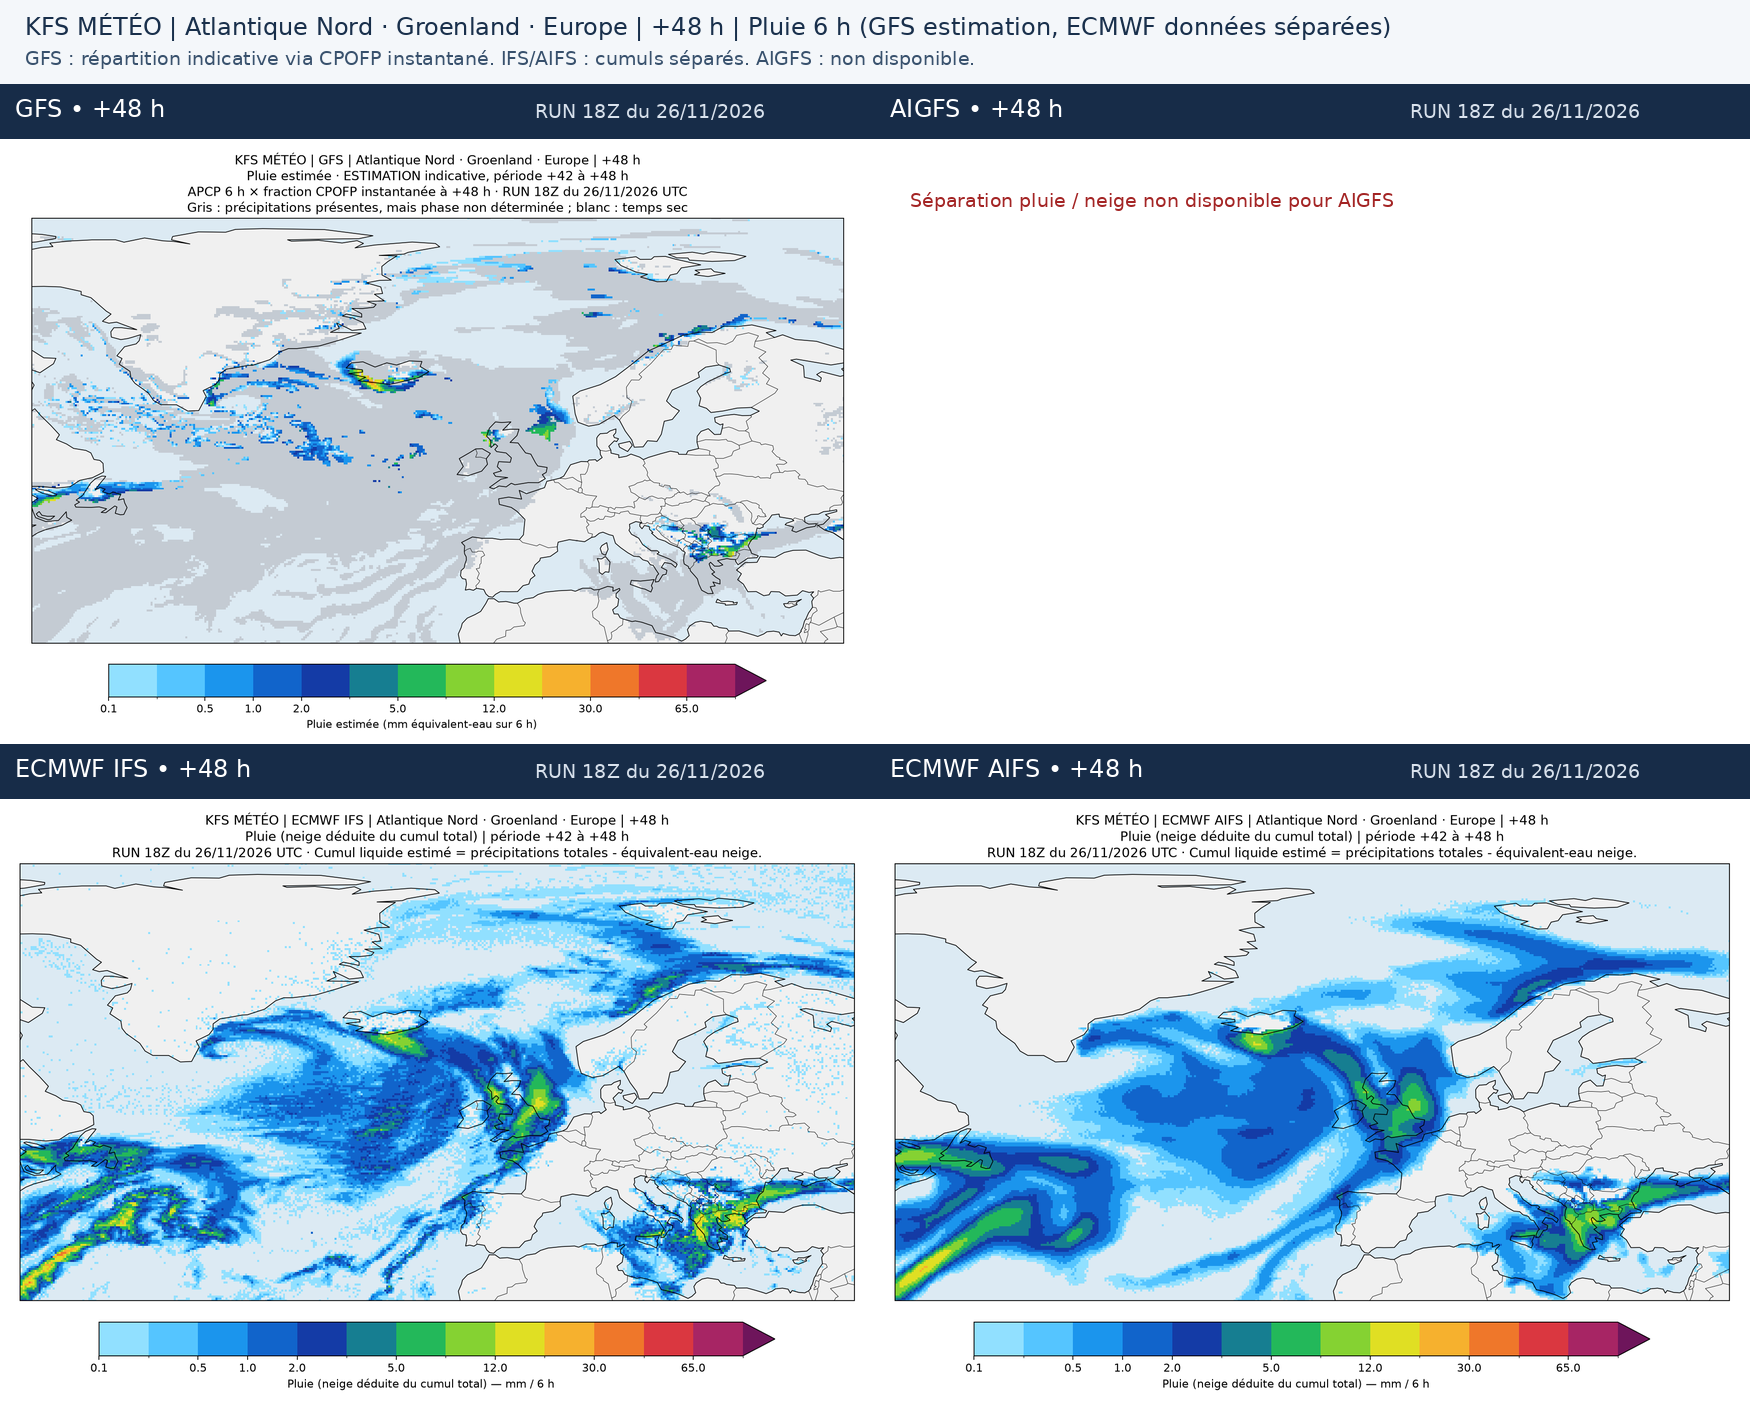 KFS MÉTÉO | Atlantique Nord · Groenland · Europe | +48 h | Pluie 6 h (GFS estimation, ECMWF données séparées)
GFS : répartition indicative via CPOFP instantané. IFS/AIFS : cumuls séparés. AIGFS : non disponible.
GFS • +48 h
RUN 18Z du 26/11/2026
AIGFS • +48 h
RUN 18Z du 26/11/2026
KFS MÉTÉO | GFS | Atlantique Nord · Groenland · Europe | +48 h
Pluie estimée · ESTIMATION indicative, période +42 à +48 h
APCP 6 h × fraction CPOFP instantanée à +48 h · RUN 18Z du 26/11/2026 UTC
Gris : précipitations présentes, mais phase non déterminée ; blanc : temps sec
0.1 0.5 1.0 2.0 5.0 12.0 30.0 65.0
Pluie estimée (mm équivalent-eau sur 6 h)
Séparation pluie / neige non disponible pour AIGFS
ECMWF IFS • +48 h
RUN 18Z du 26/11/2026
ECMWF AIFS • +48 h
RUN 18Z du 26/11/2026
KFS MÉTÉO | ECMWF IFS | Atlantique Nord · Groenland · Europe | +48 h
Pluie (neige déduite du cumul total) | période +42 à +48 h
RUN 18Z du 26/11/2026 UTC · Cumul liquide estimé = précipitations totales - équivalent-eau neige.
0.1 0.5 1.0 2.0 5.0 12.0 30.0 65.0
Pluie (neige déduite du cumul total) — mm / 6 h
KFS MÉTÉO | ECMWF AIFS | Atlantique Nord · Groenland · Europe | +48 h
Pluie (neige déduite du cumul total) | période +42 à +48 h
RUN 18Z du 26/11/2026 UTC · Cumul liquide estimé = précipitations totales - équivalent-eau neige.
0.1 0.5 1.0 2.0 5.0 12.0 30.0 65.0
Pluie (neige déduite du cumul total) — mm / 6 h